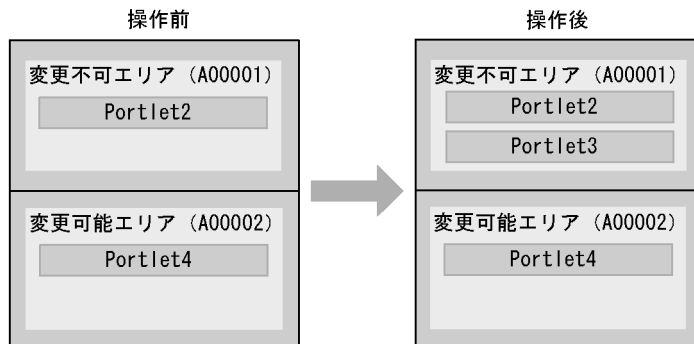 操作前
変更不可エリア(A00001)
Portlet2
変更可能エリア(A00002)
Portlet4
操作後
変更不可エリア(A00001)
Portlet2
Portlet3
変更可能エリア(A00002)
Portlet4